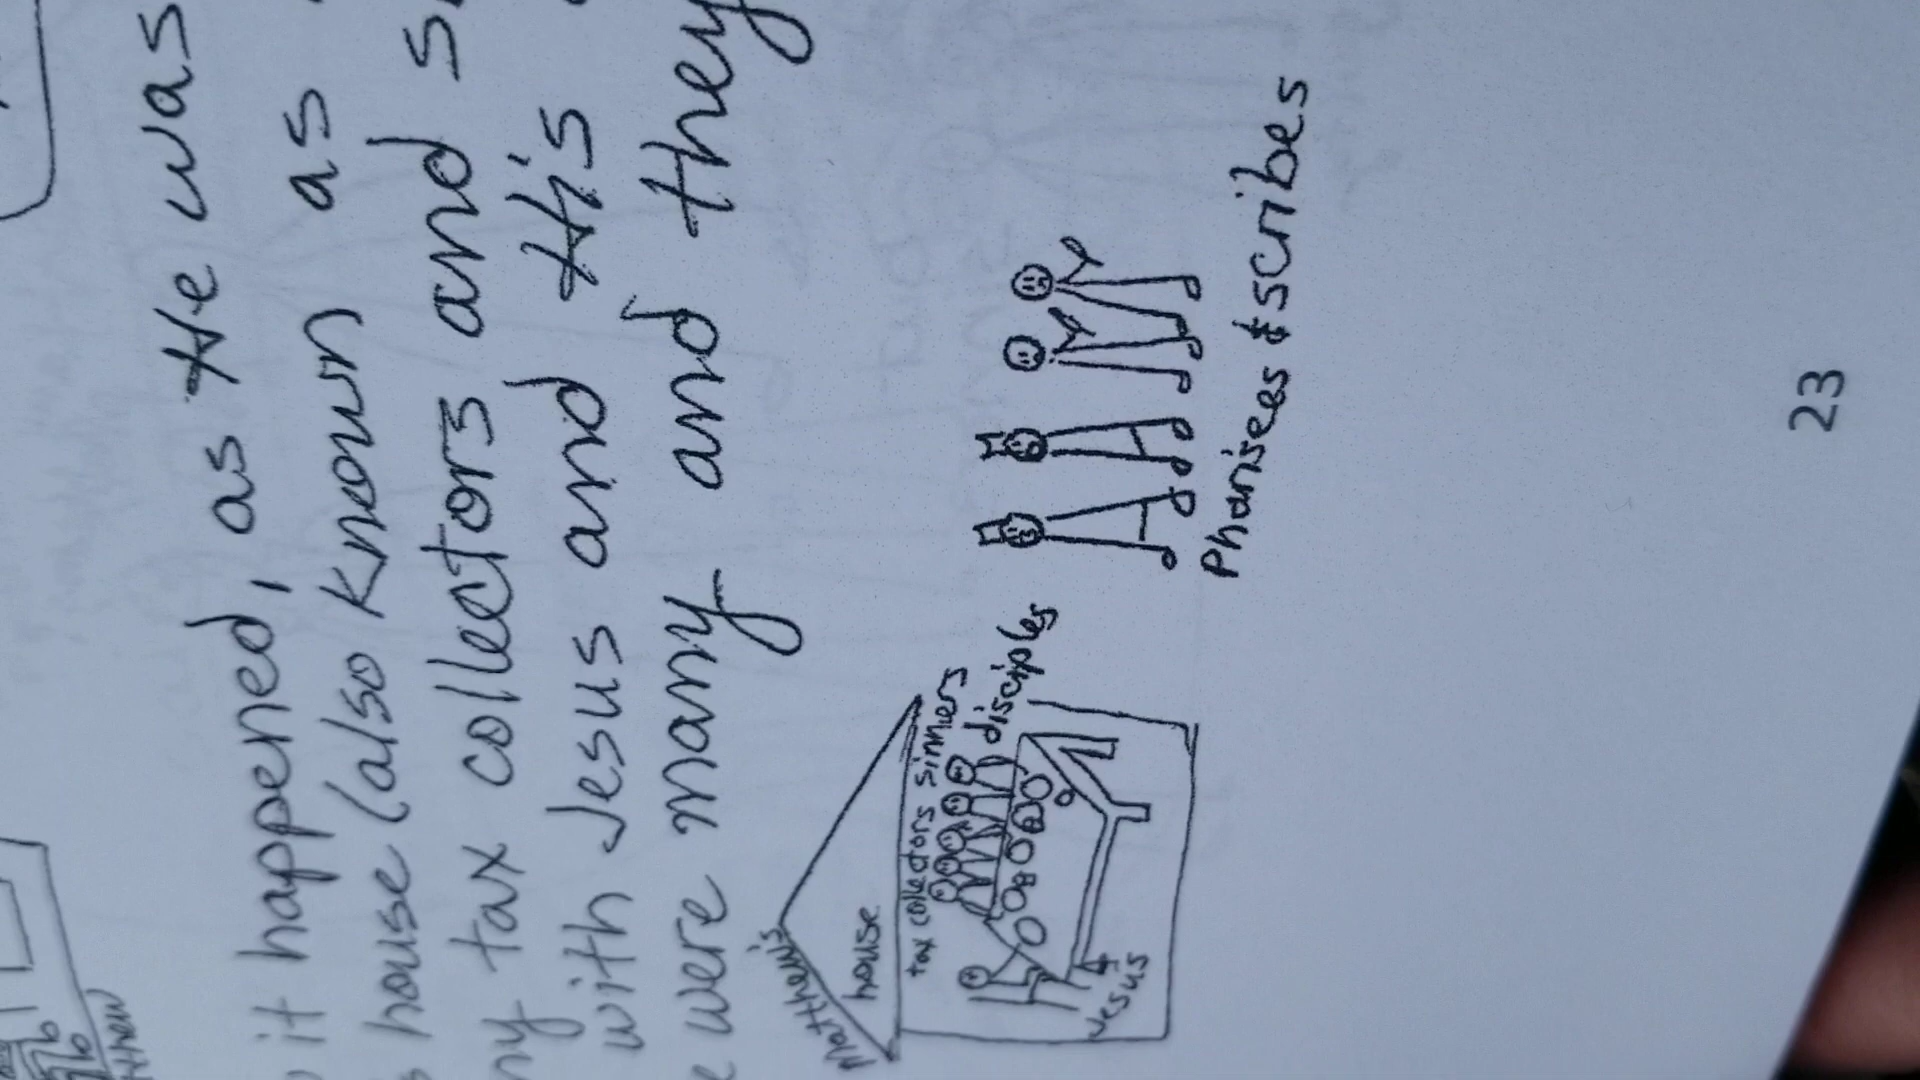 it happened, as He was
house (also known as
tax collectors and
with Jesus and His
were many and they
Matthew's
house
tax collectors sinners
disciples
Jesus
Pharisees & scribes
23